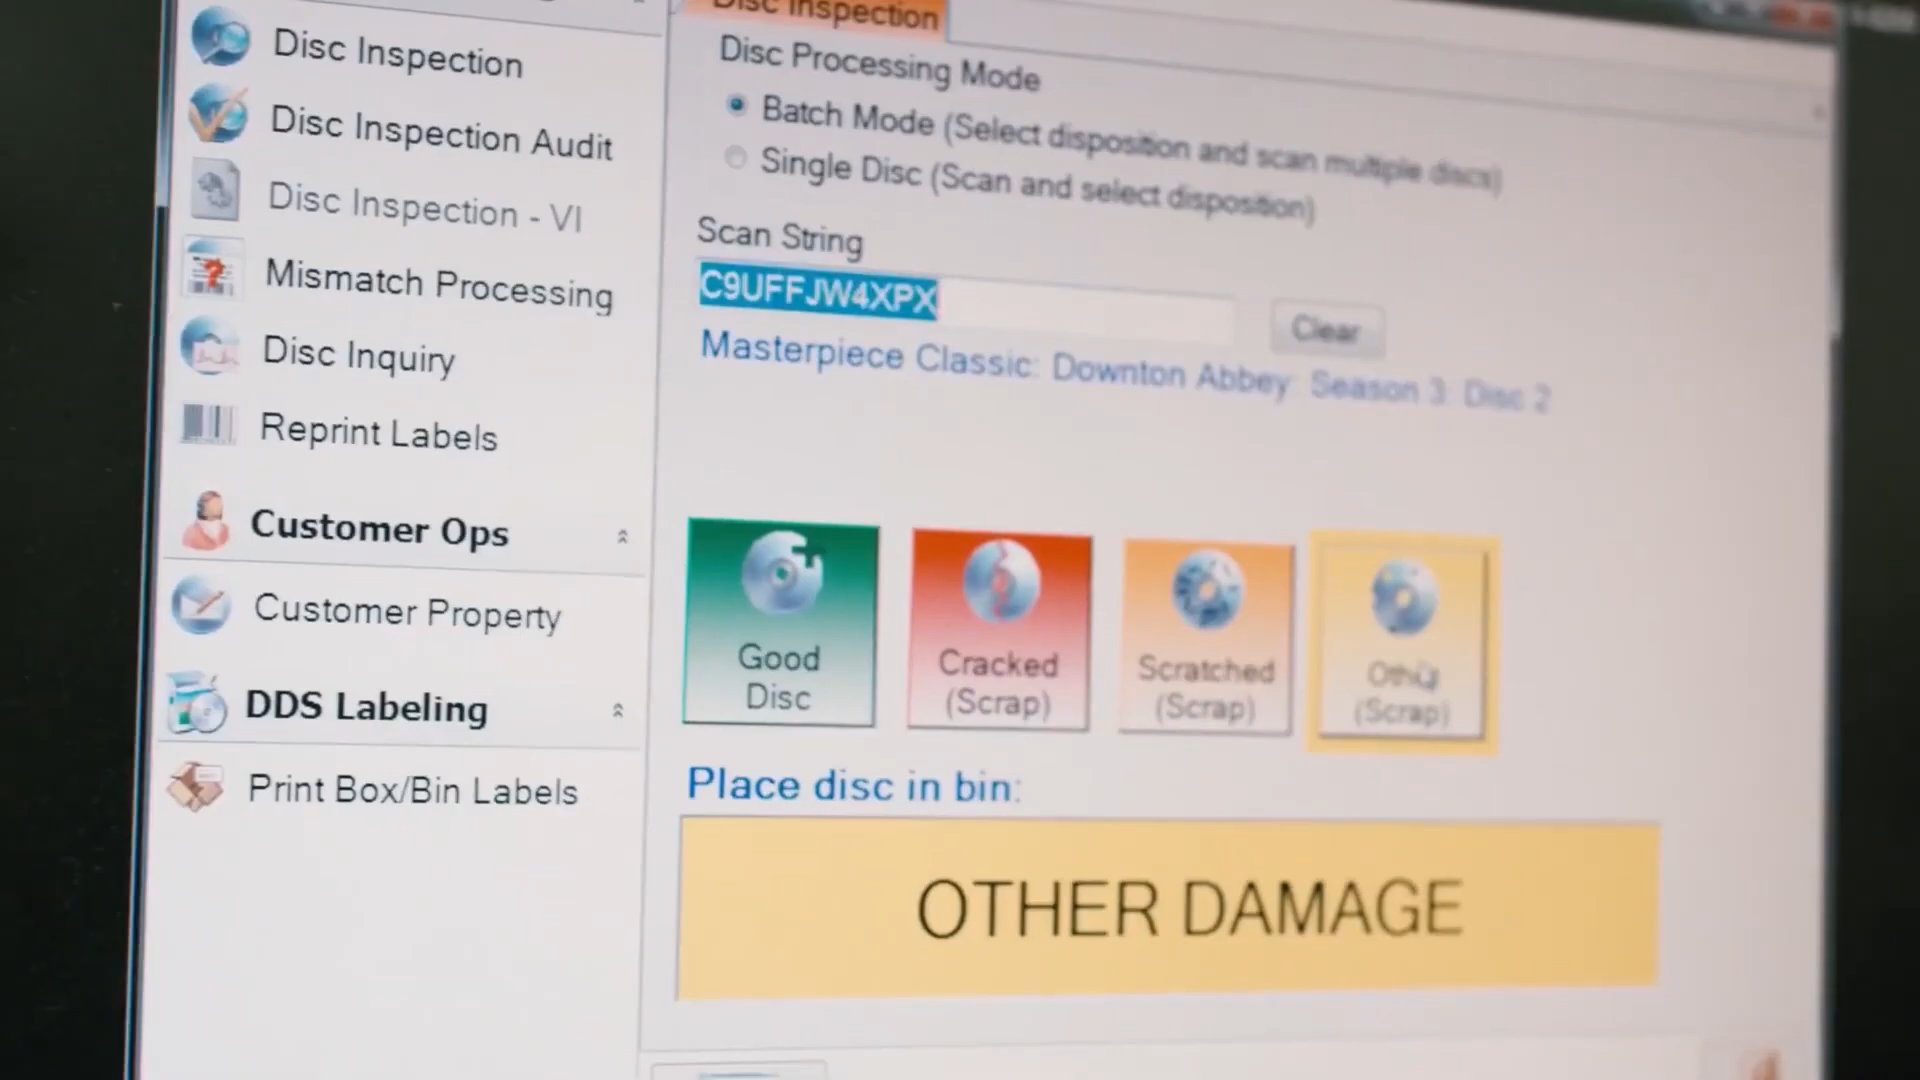 Disc Inspection
Disc Inspection Audit
Disc Inspection - VI
Mismatch Processing
Disc Inquiry
Reprint Labels
Customer Ops
Customer Property
DDS Labeling
Print Box/Bin Labels
Disc Inspection
Disc Processing Mode
Batch Mode (Select disposition and scan multiple discs)
Single Disc (Scan and select disposition)
Scan String
C9UFFJW4XPX
Clear
Masterpiece Classic: Downton Abbey: Season 3: Disc 2
Good
Disc
Cracked
(Scrap)
Scratched
(Scrap)
Other
(Scrap)
Place disc in bin:
OTHER DAMAGE